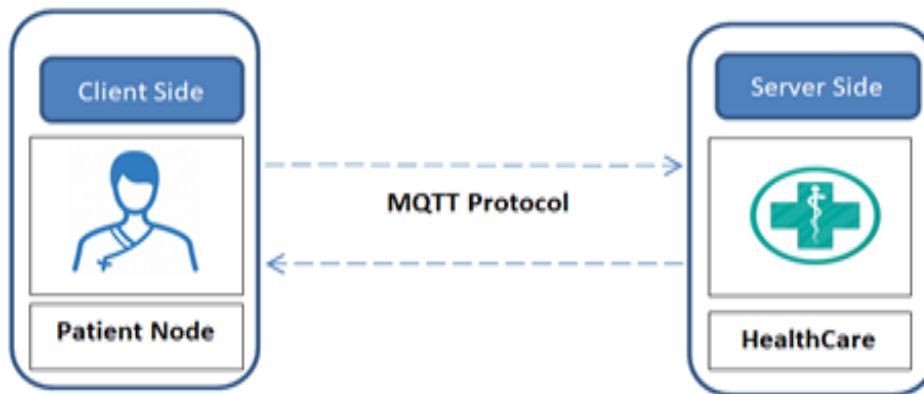 Client Side
Server Side
MQTT Protocol
Patient Node
HealthCare